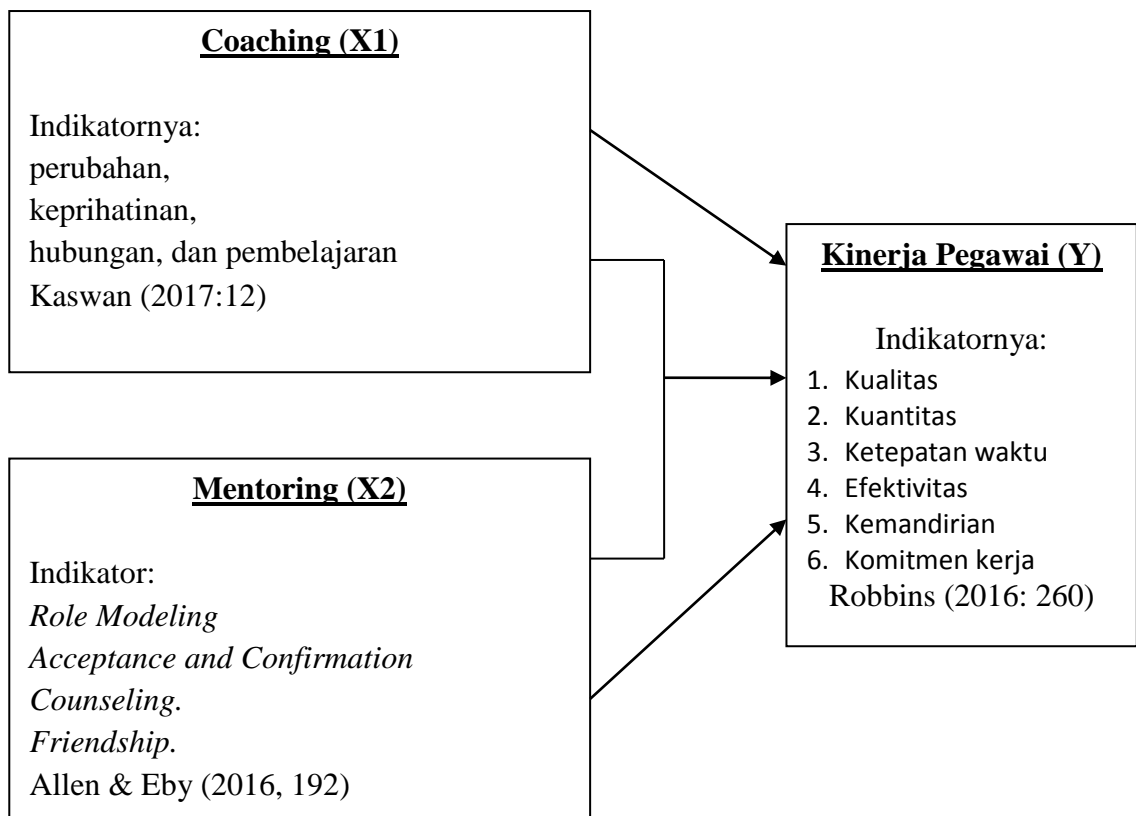 Coaching (X1)
Indikatornya:
perubahan,
keprihatinan,
hubungan, dan pembelajaran
Kaswan (2017:12)
Mentoring (X2)
Indikator:
Role Modeling
Acceptance and Confirmation
Counseling.
Friendship.
Allen & Eby (2016, 192)
Kinerja Pegawai (Y)
Indikatornya:
1. Kualitas
2. Kuantitas
3. Ketepatan waktu
4. Efektivitas
5. Kemandirian
6. Komitmen kerja
Robbins (2016: 260)